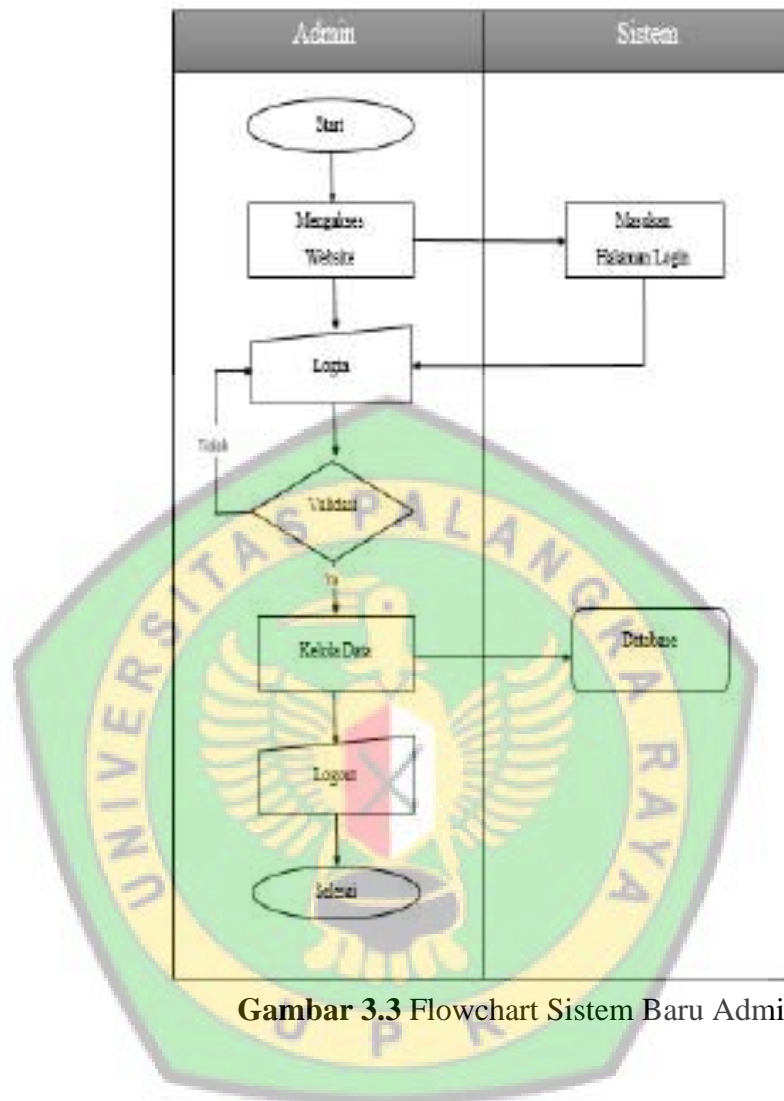 Admin
Sistem
Start
Mengakses
Website
Masukan
Halaman Login
Login
Tidak
Validasi
Ya
Kelola Data
Database
Logout
Selesai
UNIVERSITAS PALANGKA RAYA
UPR
Gambar 3.3 Flowchart Sistem Baru Admi